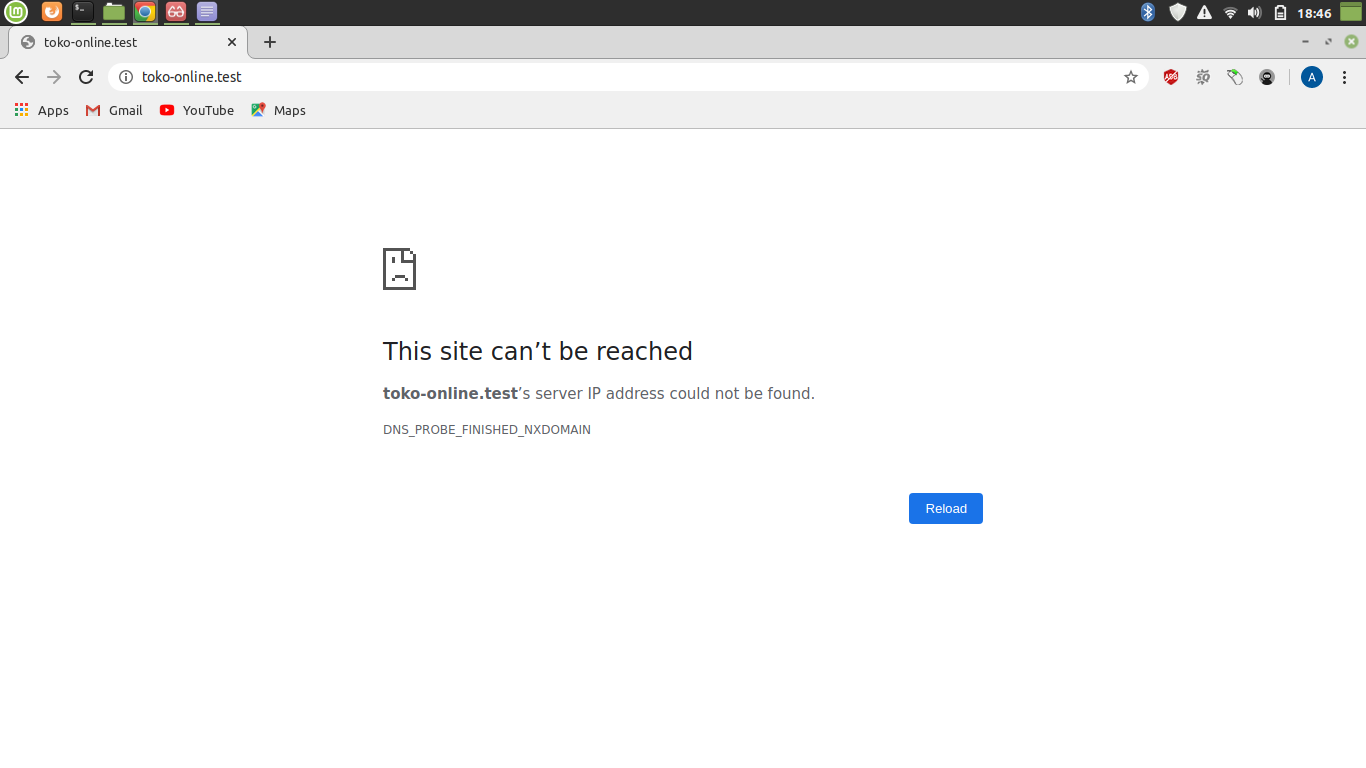 18:46
toko-online.test
toko-online.test
A
Apps Gmail YouTube Maps
This site can’t be reached
toko-online.test’s server IP address could not be found.
DNS_PROBE_FINISHED_NXDOMAIN
Reload